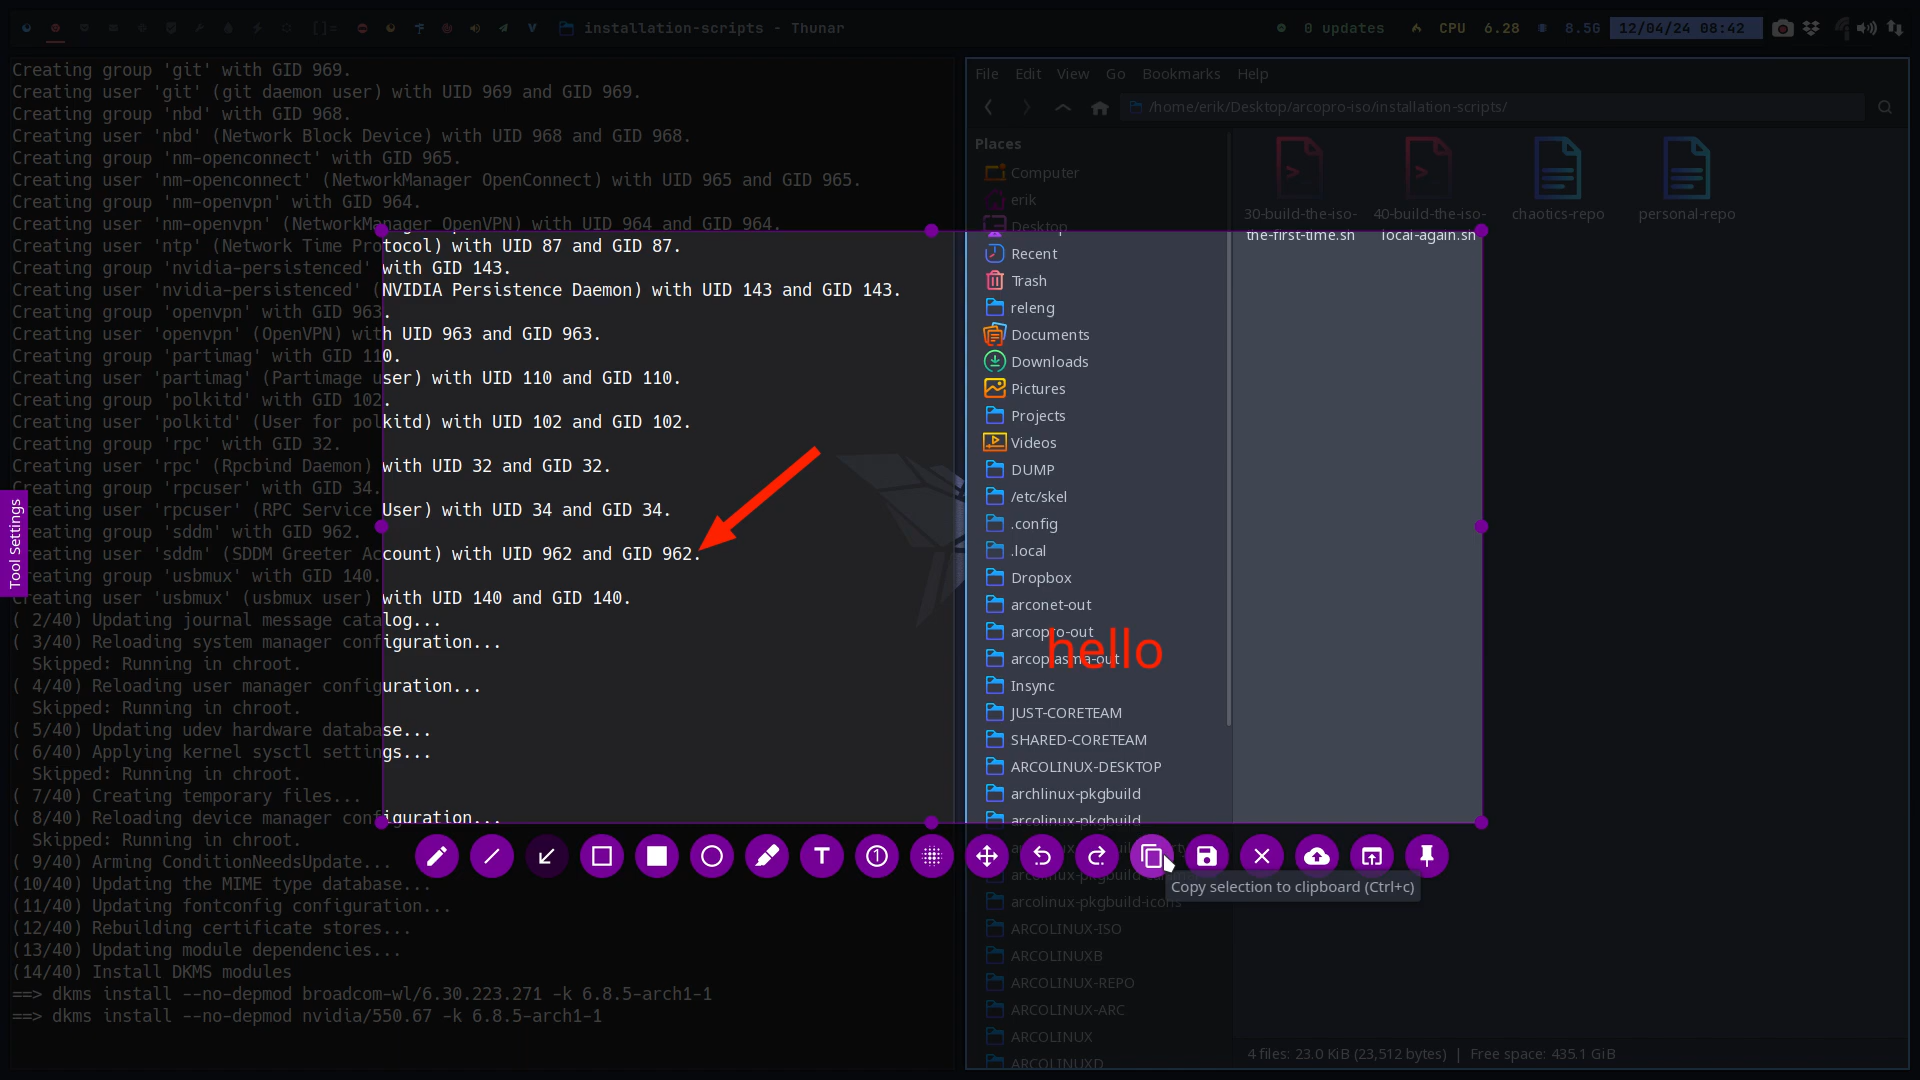 installation-scripts - Thunar
0 updates
CPU 6.28
8.5G
12/04/24 08:42
Creating group 'git' with GID 969.
Creating user 'git' (git daemon user) with UID 969 and GID 969.
Creating group 'nbd' with GID 968.
Creating user 'nbd' (Network Block Device) with UID 968 and GID 968.
Creating group 'nm-openconnect' with GID 965.
Creating user 'nm-openconnect' (NetworkManager OpenConnect) with UID 965 and GID 965.
Creating group 'nm-openvpn' with GID 964.
Creating user 'nm-openvpn' (NetworkManager OpenVPN) with UID 964 and GID 964.
Creating user 'ntp' (Network Time Protocol) with UID 87 and GID 87.
Creating group 'nvidia-persistenced' with GID 143.
Creating user 'nvidia-persistenced' (NVIDIA Persistence Daemon) with UID 143 and GID 143.
Creating group 'openvpn' with GID 963.
Creating user 'openvpn' (OpenVPN) with UID 963 and GID 963.
Creating group 'partimag' with GID 110.
Creating user 'partimag' (Partimage user) with UID 110 and GID 110.
Creating group 'polkitd' with GID 102.
Creating user 'polkitd' (User for polkitd) with UID 102 and GID 102.
Creating group 'rpc' with GID 32.
Creating user 'rpc' (Rpcbind Daemon) with UID 32 and GID 32.
Creating group 'rpcuser' with GID 34.
Creating user 'rpcuser' (RPC Service User) with UID 34 and GID 34.
Creating group 'sddm' with GID 962.
Creating user 'sddm' (SDDM Greeter Account) with UID 962 and GID 962.
Creating group 'usbmux' with GID 140.
Creating user 'usbmux' (usbmux user) with UID 140 and GID 140.
( 2/40) Updating journal message catalog...
( 3/40) Reloading system manager configuration...
Skipped: Running in chroot.
( 4/40) Reloading user manager configuration...
Skipped: Running in chroot.
( 5/40) Updating udev hardware database...
( 6/40) Applying kernel sysctl settings...
Skipped: Running in chroot.
( 7/40) Creating temporary files...
( 8/40) Reloading device manager configuration...
Skipped: Running in chroot.
( 9/40) Arming ConditionNeedsUpdate...
(10/40) Updating the MIME type database...
(11/40) Updating fontconfig configuration...
(12/40) Rebuilding certificate stores...
(13/40) Updating module dependencies...
(14/40) Install DKMS modules
==> dkms install --no-depmod broadcom-wl/6.30.223.271 -k 6.8.5-arch1-1
==> dkms install --no-depmod nvidia/550.67 -k 6.8.5-arch1-1
Tool Settings
File Edit View Go Bookmarks Help
/home/erik/Desktop/arcopro-iso/installation-scripts/
Places
Computer
erik
Desktop
Recent
Trash
releng
Documents
Downloads
Pictures
Projects
Videos
DUMP
/etc/skel
.config
.local
Dropbox
arconet-out
arcopro-out
arcoplasma-out
hello
Insync
JUST-CORETEAM
SHARED-CORETEAM
ARCOLINUX-DESKTOP
archlinux-pkgbuild
arcolinux-pkgbuild
arcolinux-pkgbuild-icons
ARCOLINUX-ISO
ARCOLINUXB
ARCOLINUX-REPO
ARCOLINUX-ARC
ARCOLINUX
ARCOLINUXD
30-build-the-iso-the-first-time.sh
40-build-the-iso-local-again.sh
chaotics-repo
personal-repo
T
1
Copy selection to clipboard (Ctrl+c)
4 files: 23.0 KiB (23,512 bytes) | Free space: 435.1 GiB